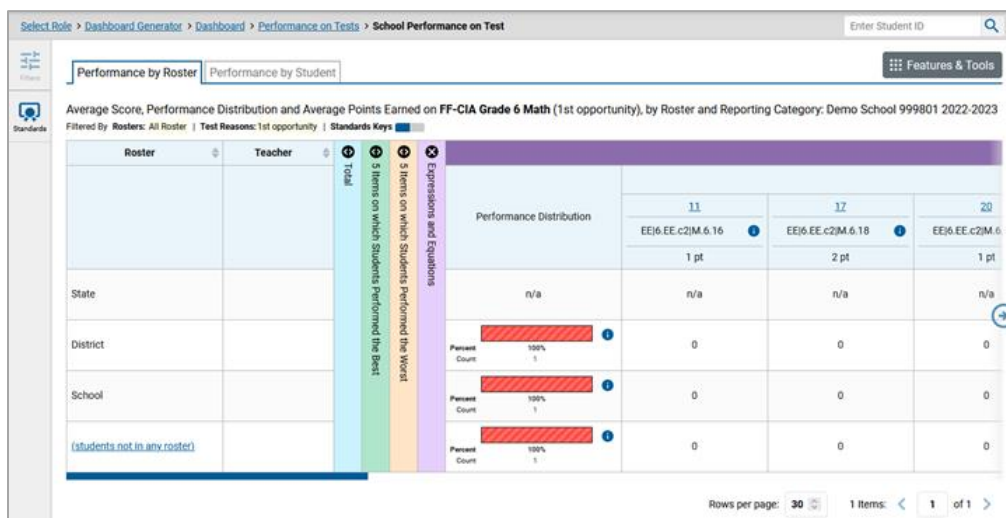 Select Role > Dashboard Generator > Dashboard > Performance on Tests > School Performance on Test
Enter Student ID
Filters
Standards
Performance by Roster
Performance by Student
Features & Tools
Average Score, Performance Distribution and Average Points Earned on FF-CIA Grade 6 Math (1st opportunity), by Roster and Reporting Category: Demo School 999801 2022-2023
Filtered By Rosters: All Roster | Test Reasons: 1st opportunity | Standards Keys
Roster
Teacher
Total
5 Items on which Students Performed the Best
5 Items on which Students Performed the Worst
Expressions and Equations
Performance Distribution
11 17 20
EE|6.EE.c2|M.6.16 EE|6.EE.c2|M.6.18 EE|6.EE.c2|M.6
1 pt 2 pt 1 pt
State n/a n/a n/a n/a
District 0 0 0
Percent 100%
Count 1
School 0 0 0
Percent 100%
Count 1
(students not in any roster) 0 0 0
Percent 100%
Count 1
Rows per page: 30 1 Items: 1 of 1